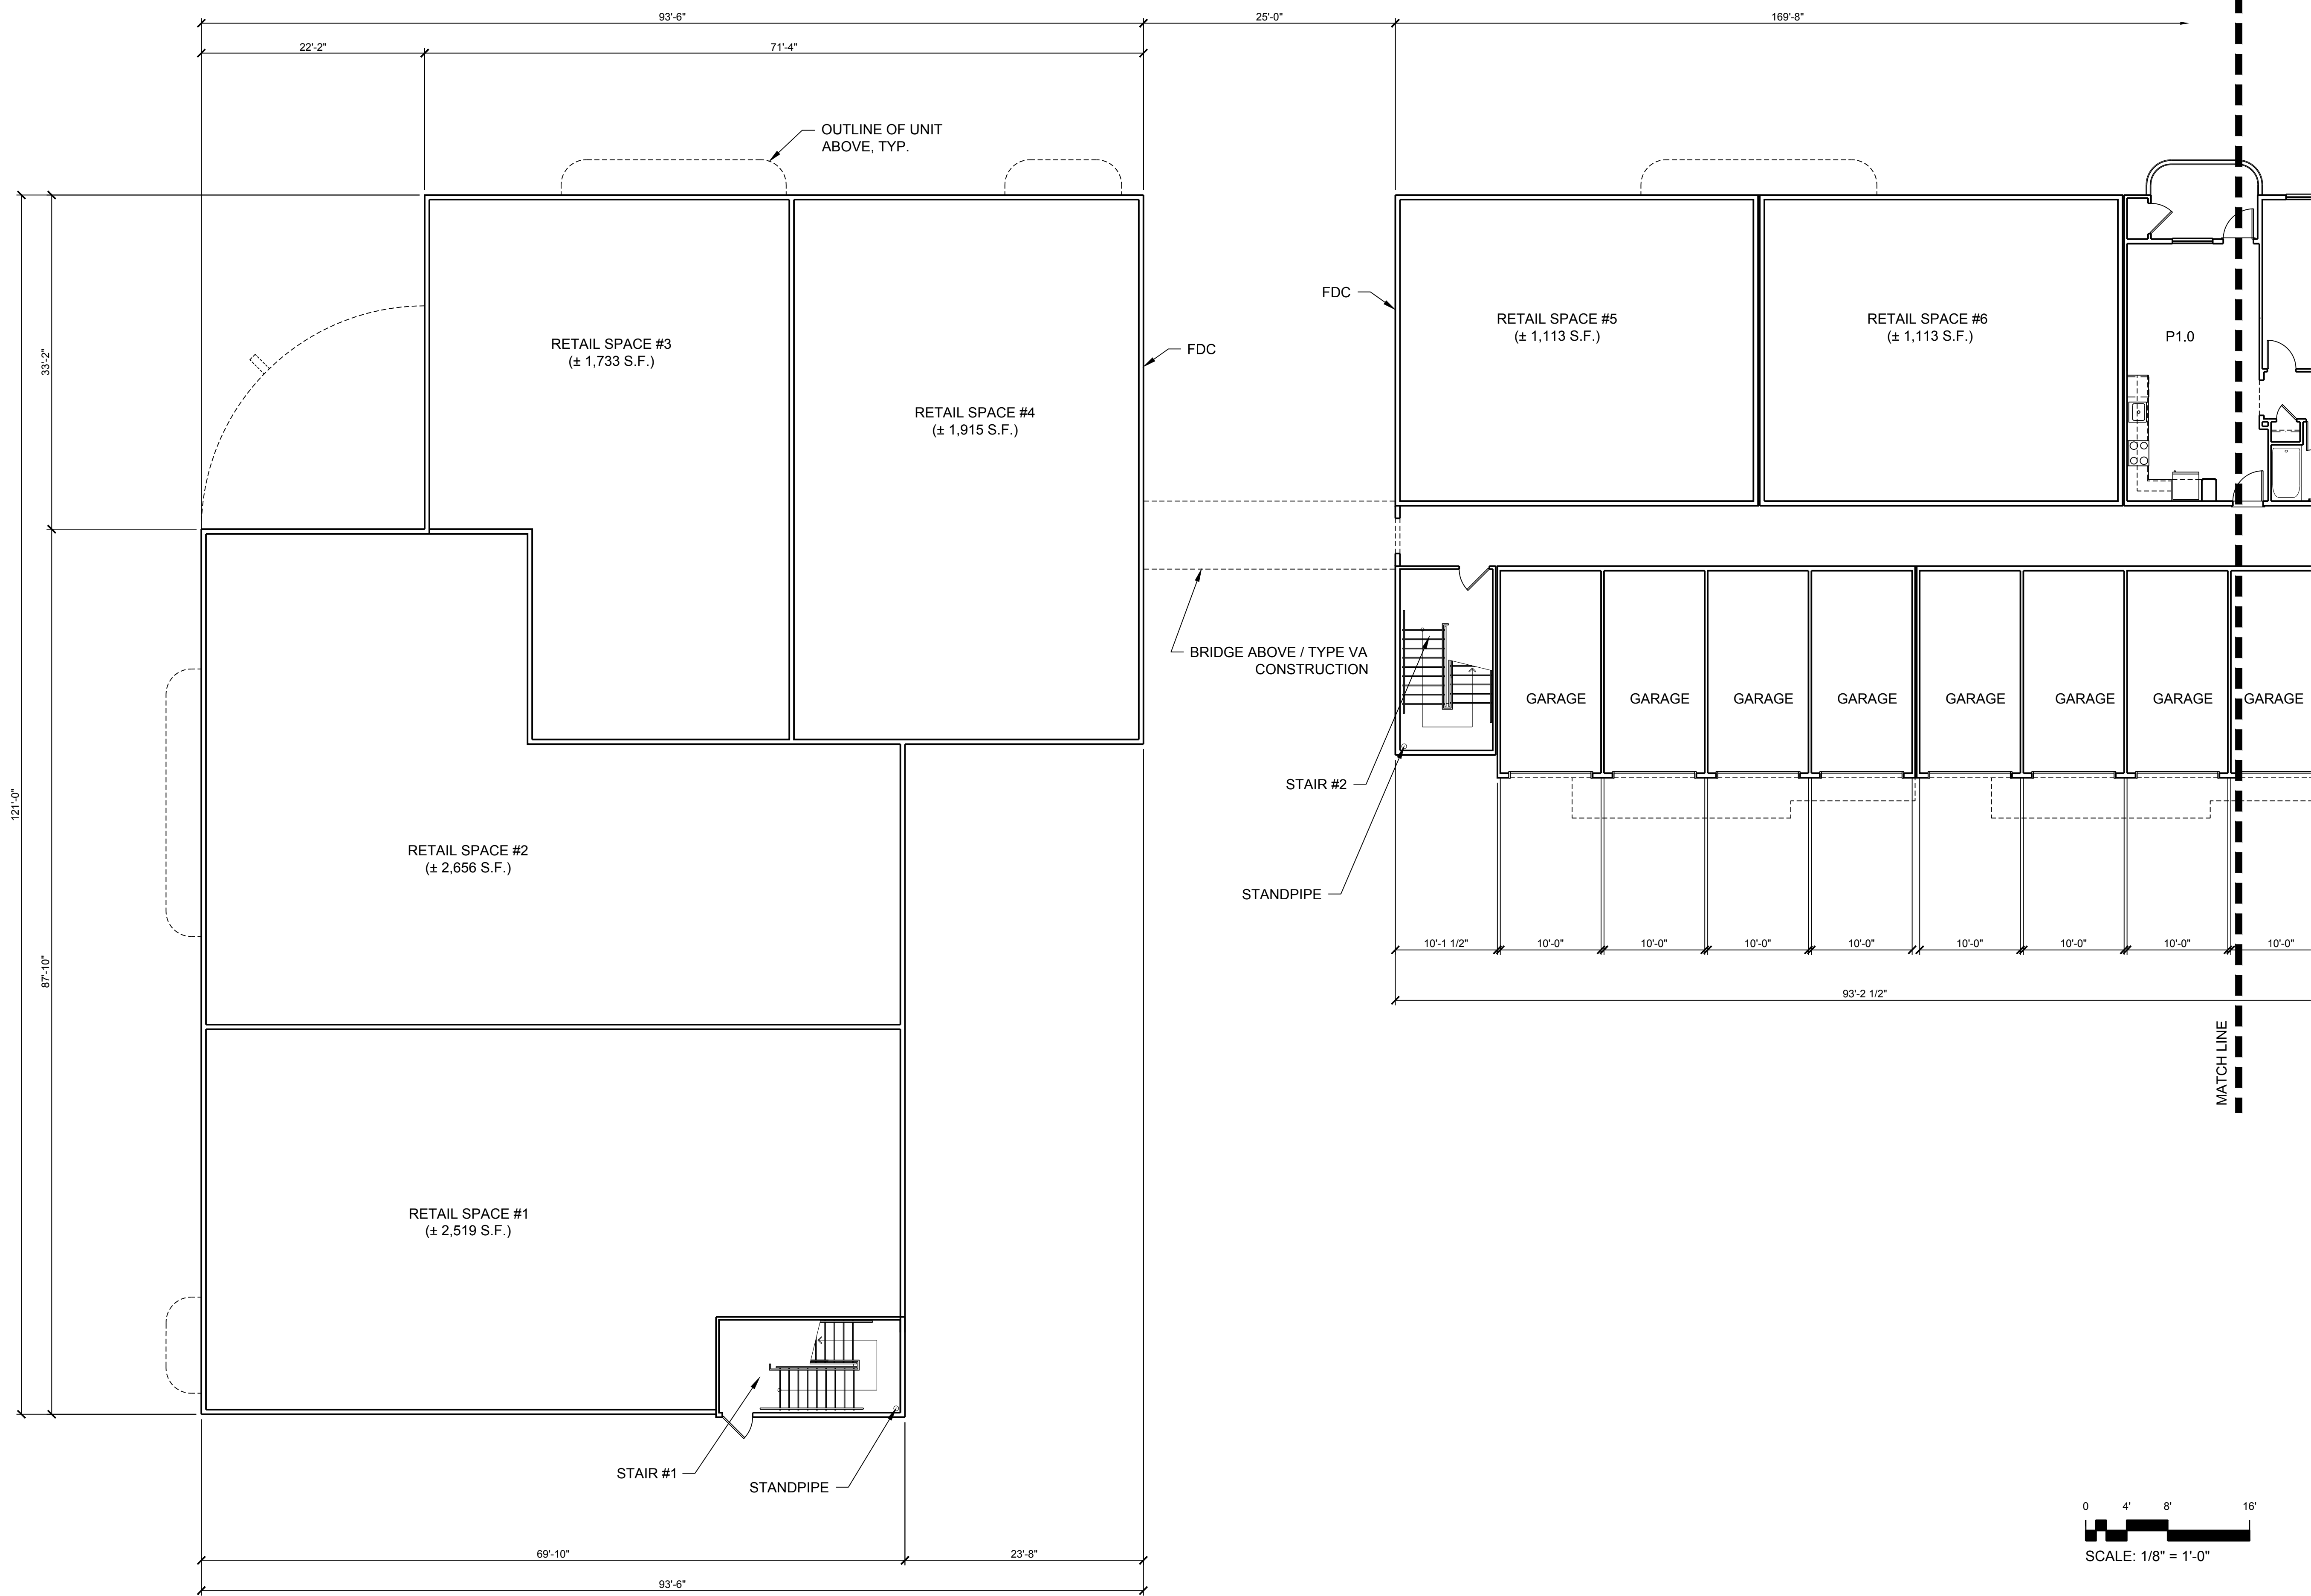 93'-6"
25'-0"
169'-8"
22'-2"
71'-4"
OUTLINE OF UNIT
ABOVE, TYP.
FDC
RETAIL SPACE #5
(± 1,113 S.F.)
RETAIL SPACE #6
(± 1,113 S.F.)
P1.0
RETAIL SPACE #3
(± 1,733 S.F.)
FDC
33'-2"
RETAIL SPACE #4
(± 1,915 S.F.)
BRIDGE ABOVE / TYPE VA
CONSTRUCTION
GARAGE
GARAGE
GARAGE
GARAGE
GARAGE
GARAGE
GARAGE
GARAGE
STAIR #2
121'-0"
RETAIL SPACE #2
(± 2,656 S.F.)
STANDPIPE
87'-10"
10'-1 1/2"
10'-0"
10'-0"
10'-0"
10'-0"
10'-0"
10'-0"
10'-0"
10'-0"
93'-2 1/2"
MATCH LINE
RETAIL SPACE #1
(± 2,519 S.F.)
STAIR #1
STANDPIPE
0 4' 8' 16'
SCALE: 1/8" = 1'-0"
69'-10"
23'-8"
93'-6"